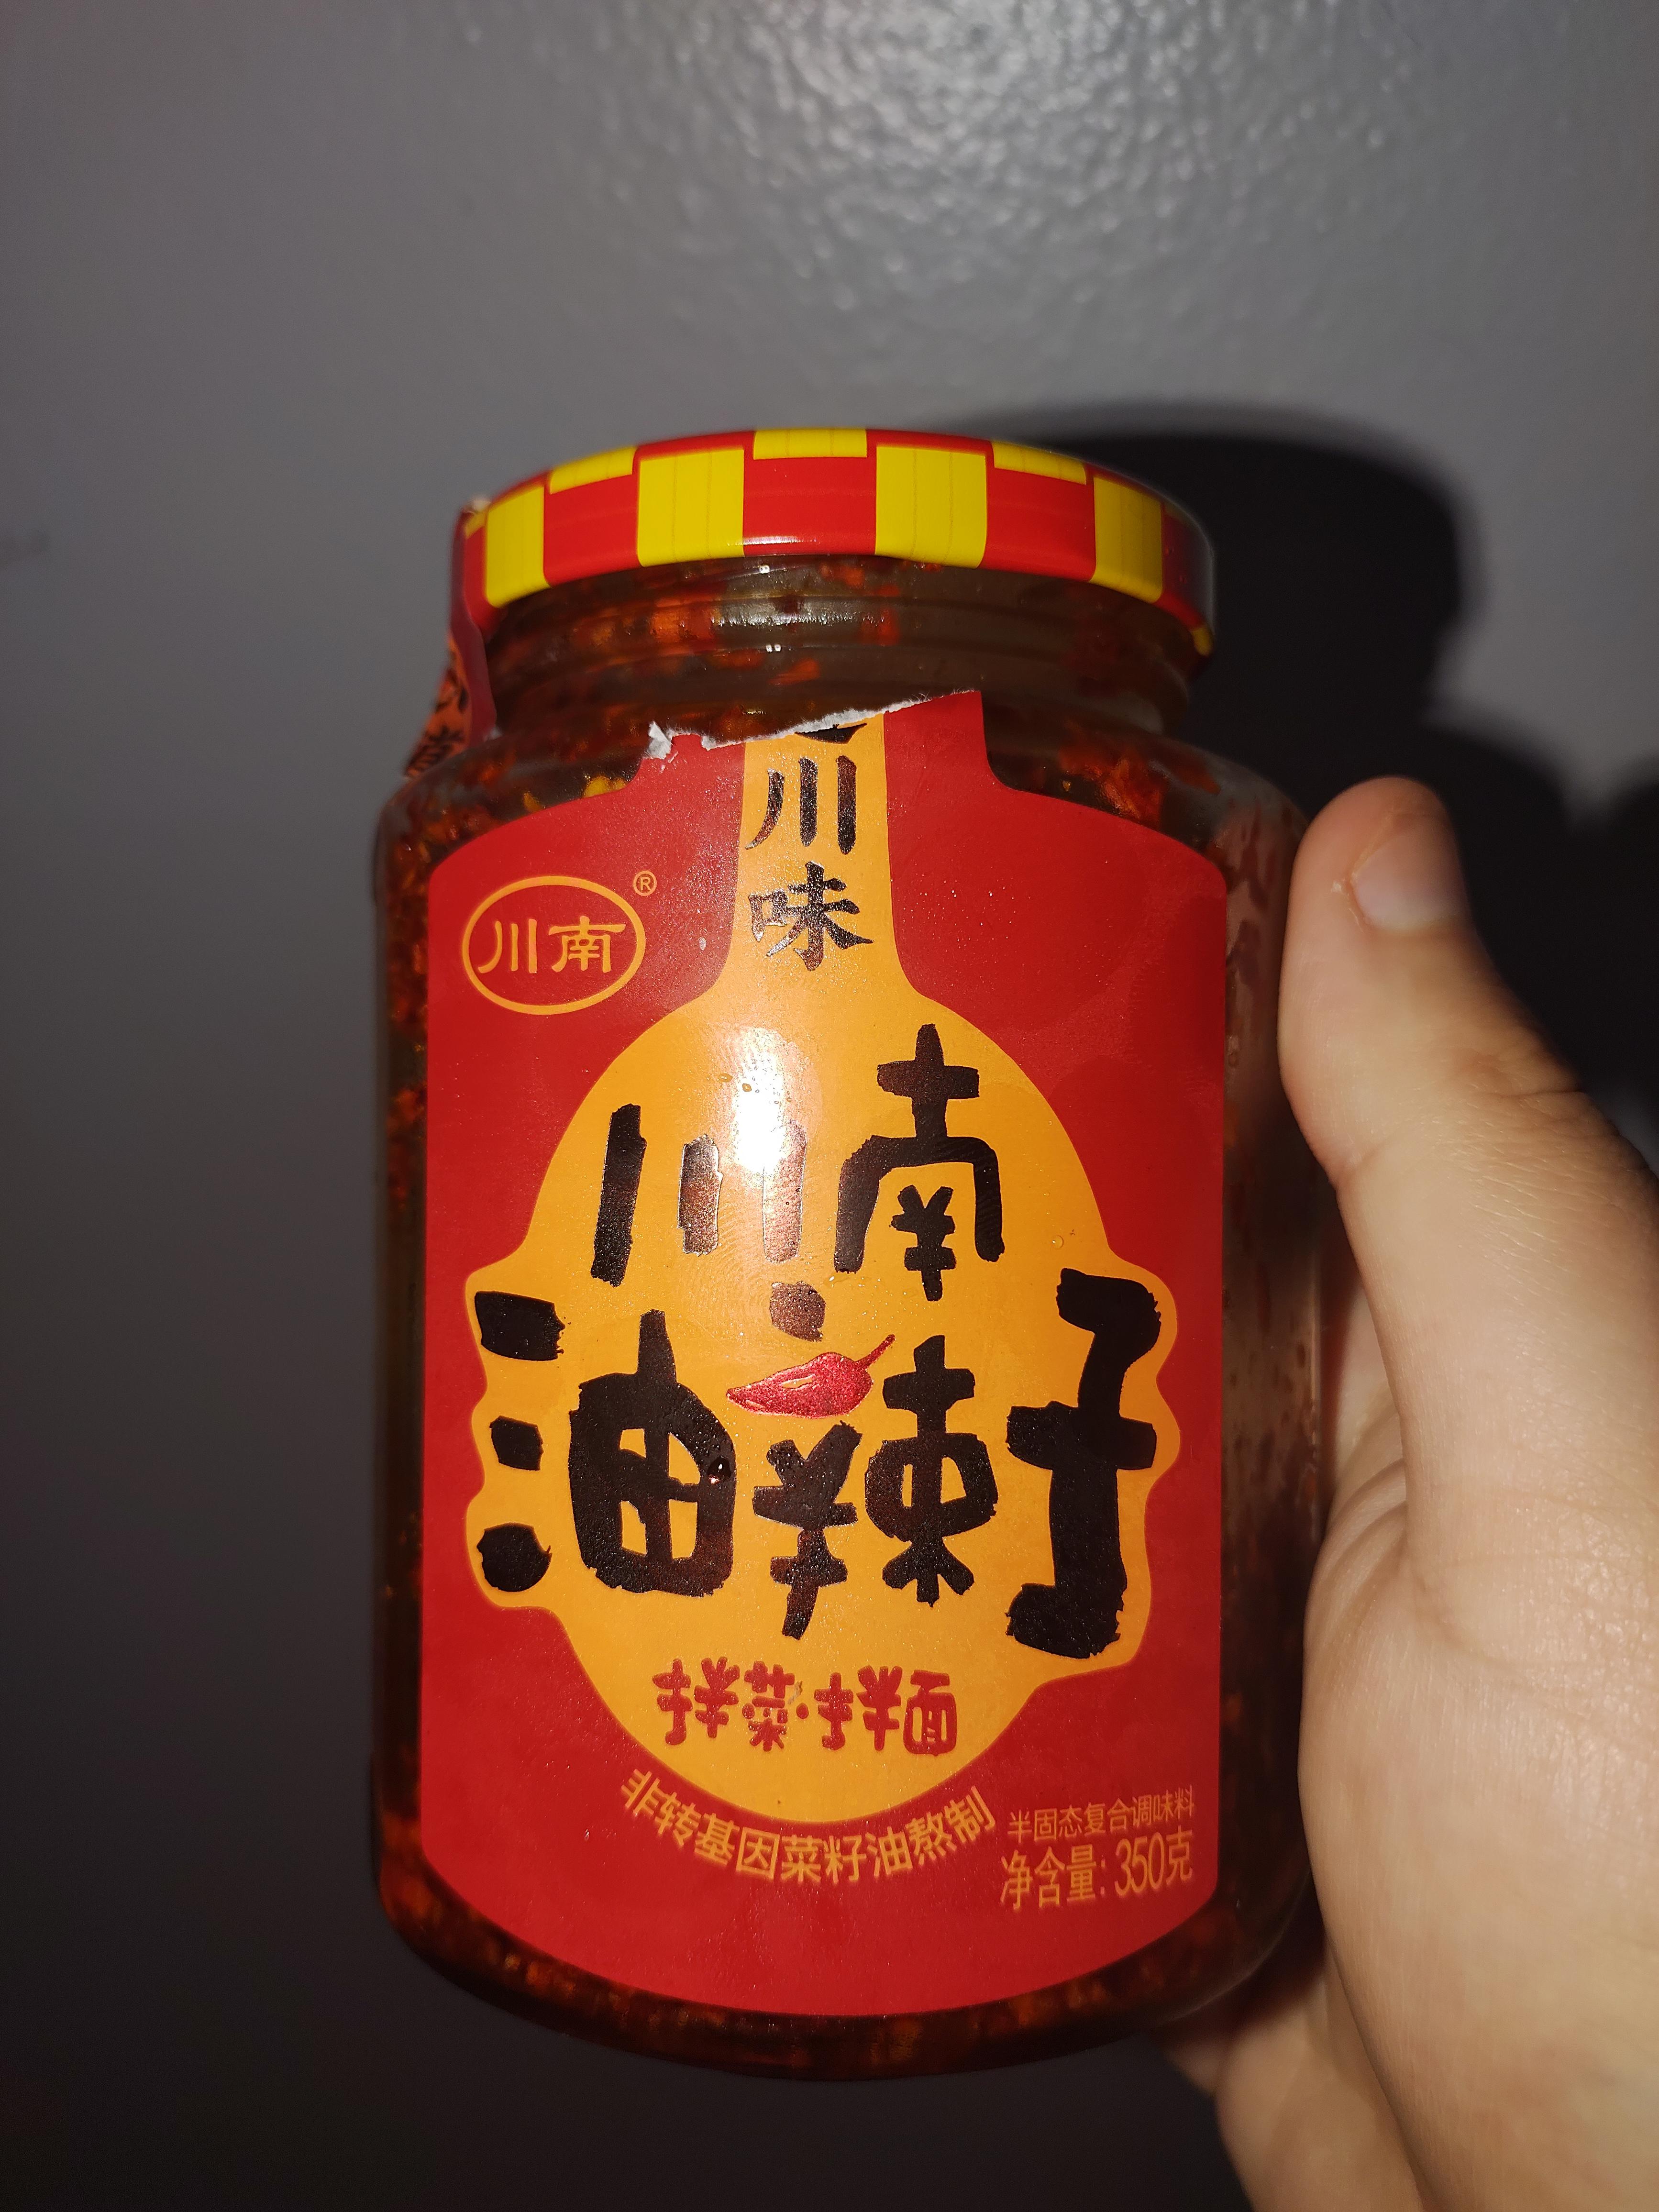 川味
川南®
川南
油辣子
拌菜·拌面
非转基因菜籽油熬制
半固态复合调味料
净含量: 350克